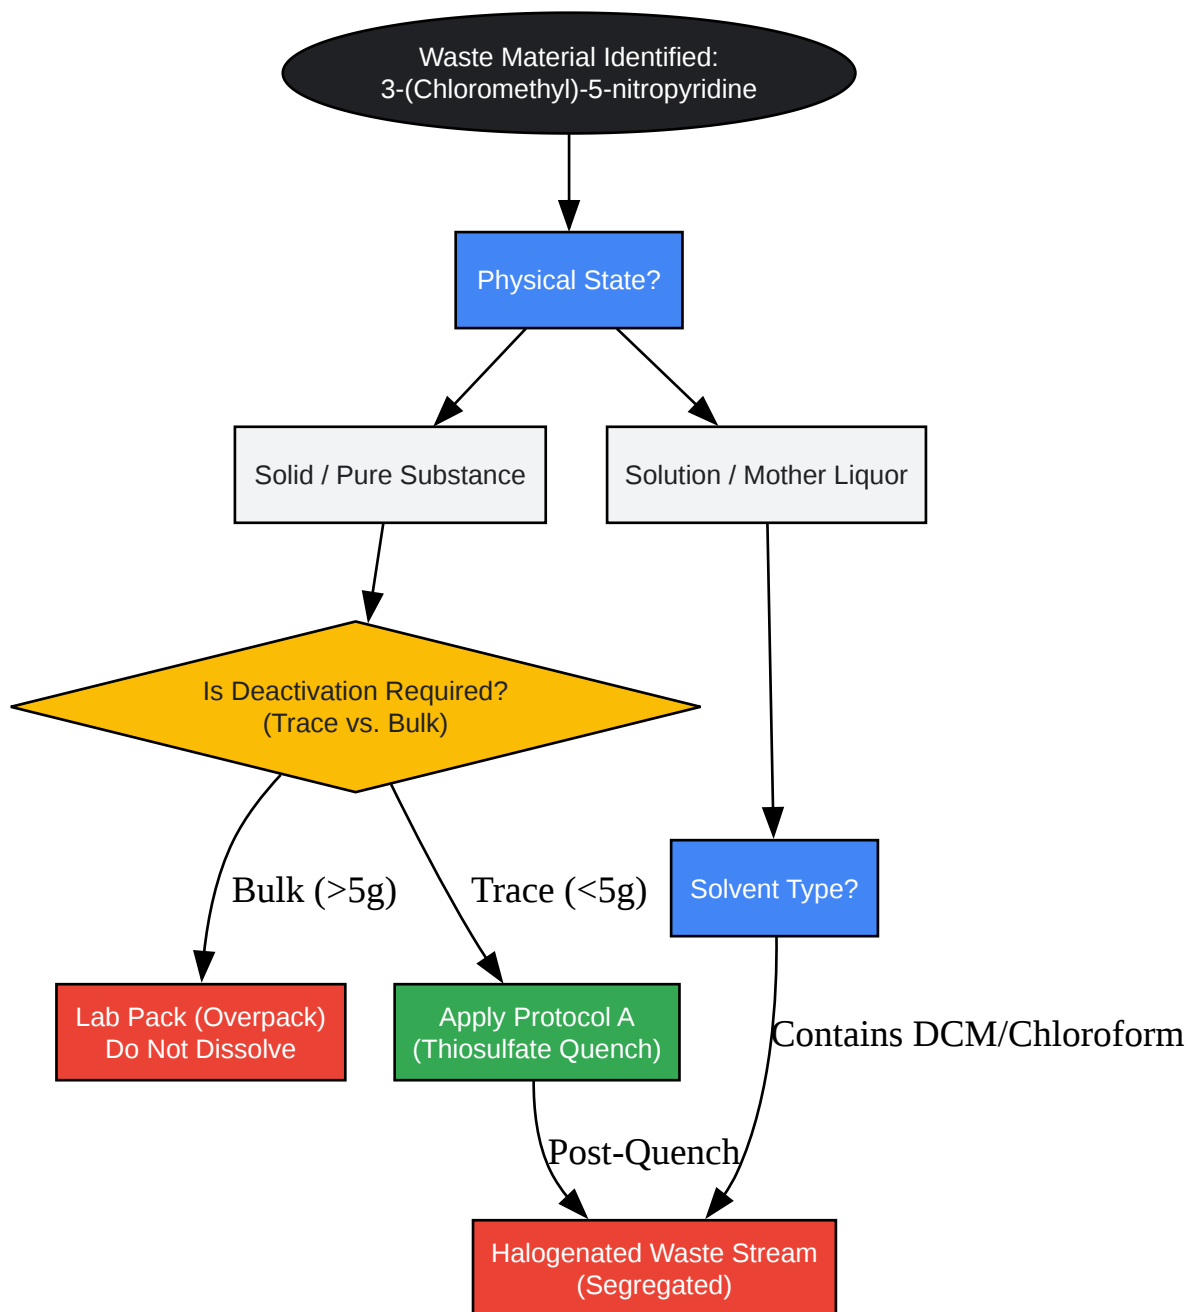 Waste Material Identified:
3-(Chloromethyl)-5-nitropyridine
Physical State?
Solid / Pure Substance
Solution / Mother Liquor
Is Deactivation Required?
(Trace vs. Bulk)
Bulk (>5g)
Trace (<5g)
Solvent Type?
Lab Pack (Overpack)
Do Not Dissolve
Apply Protocol A
(Thiosulfate Quench)
Contains DCM/Chloroform
Post-Quench
Halogenated Waste Stream
(Segregated)